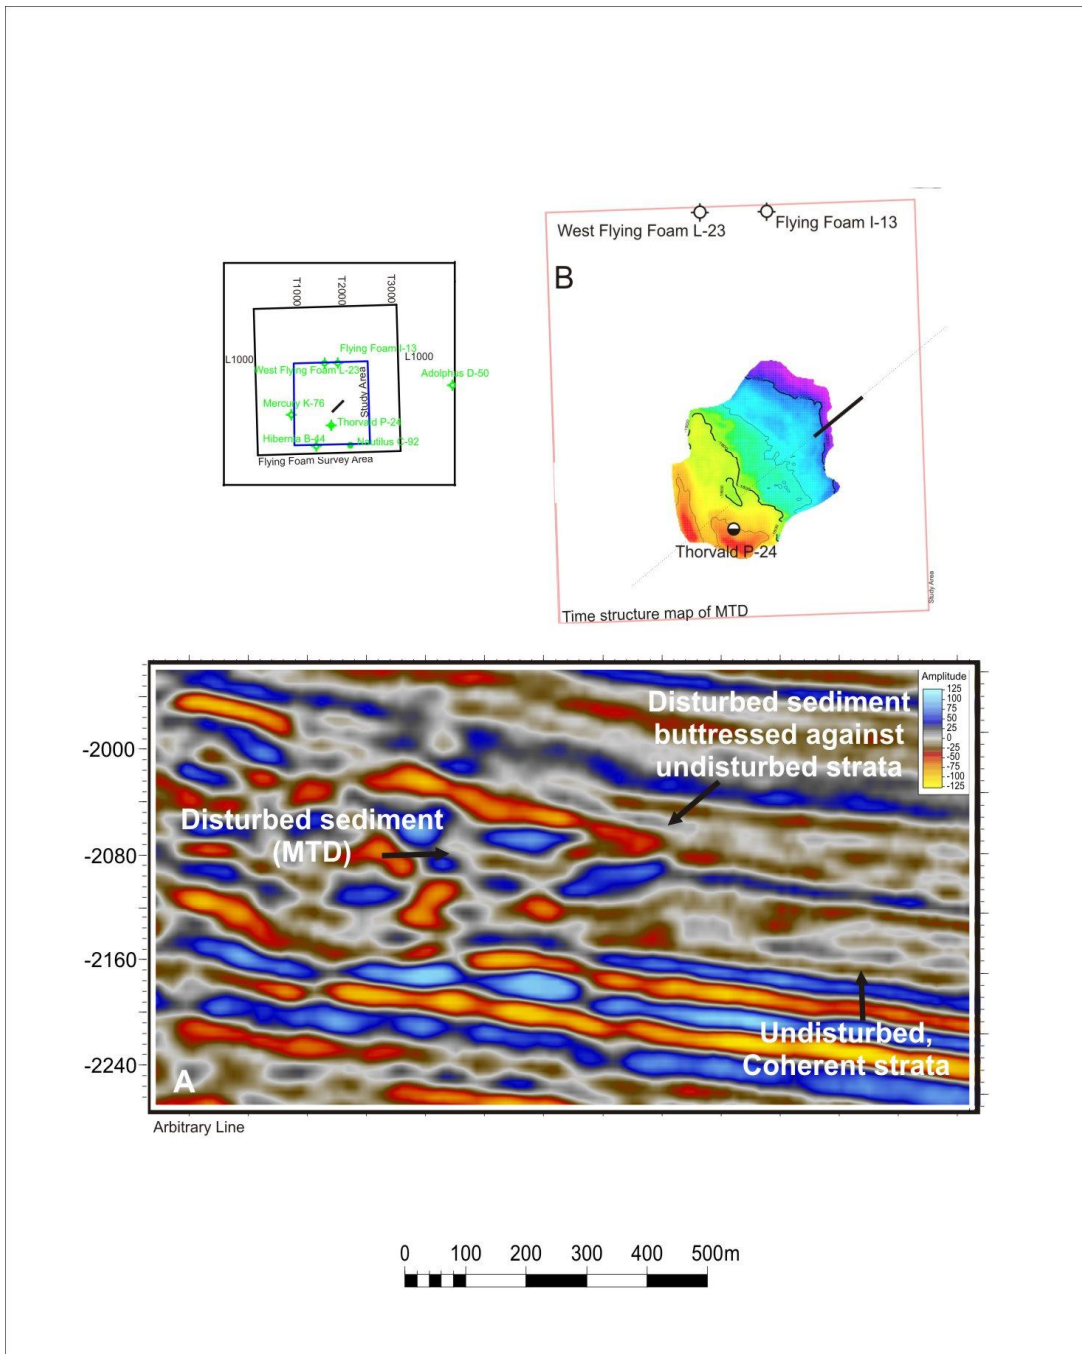 T1000
T2000
T3000
L1000
L1000
Flying Foam I-13
West Flying Foam L-23
Adolphus D-50
Study Area
Mercury K-76
Thorvald P-24
Hibernia B-44
Nautilus C-92
Flying Foam Survey Area
West Flying Foam L-23
Flying Foam I-13
B
Thorvald P-24
Time structure map of MTD
Study Area
Amplitude
125
100
75
50
25
0
-25
-50
-75
-100
-125
Disturbed sediment
buttressed against
undisturbed strata
Disturbed sediment
(MTD)
-2000
-2080
-2160
-2240
Undisturbed,
Coherent strata
A
Arbitrary Line
0 100 200 300 400 500m